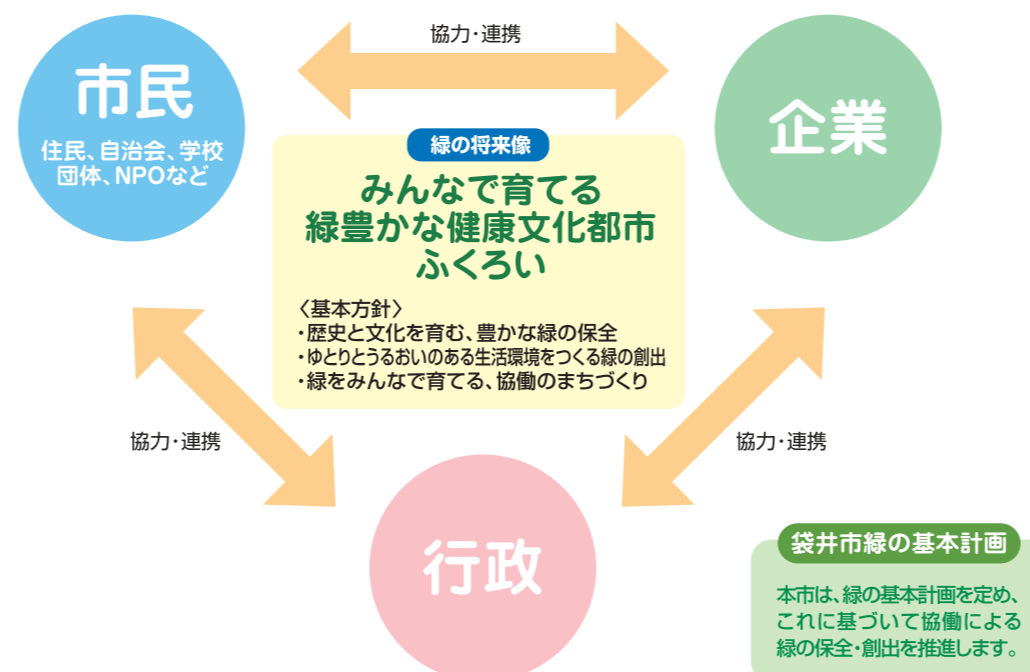 協力・連携
市民
住民、自治会、学校
団体、NPOなど
企業
緑の将来像
みんなで育てる
緑豊かな健康文化都市
ふくろい
〈基本方針〉
・歴史と文化を育む、豊かな緑の保全
・ゆとりとうるおいのある生活環境をつくる緑の創出
・緑をみんなで育てる、協働のまちづくり
協力・連携
協力・連携
行政
袋井市緑の基本計画
本市は、緑の基本計画を定め、
これに基づいて協働による
緑の保全・創出を推進します。